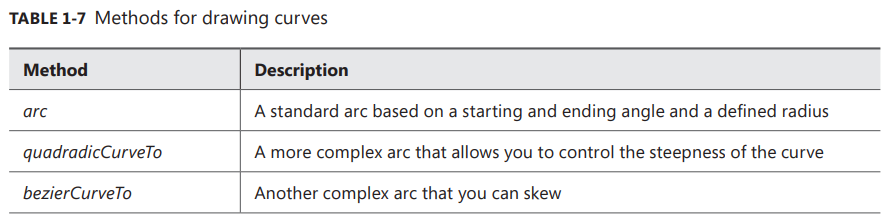 TABLE 1-7 Methods for drawing curves
Method Description
arc A standard arc based on a starting and ending angle and a defined radius
quadradicCurveTo A more complex arc that allows you to control the steepness of the curve
bezierCurveTo Another complex arc that you can skew